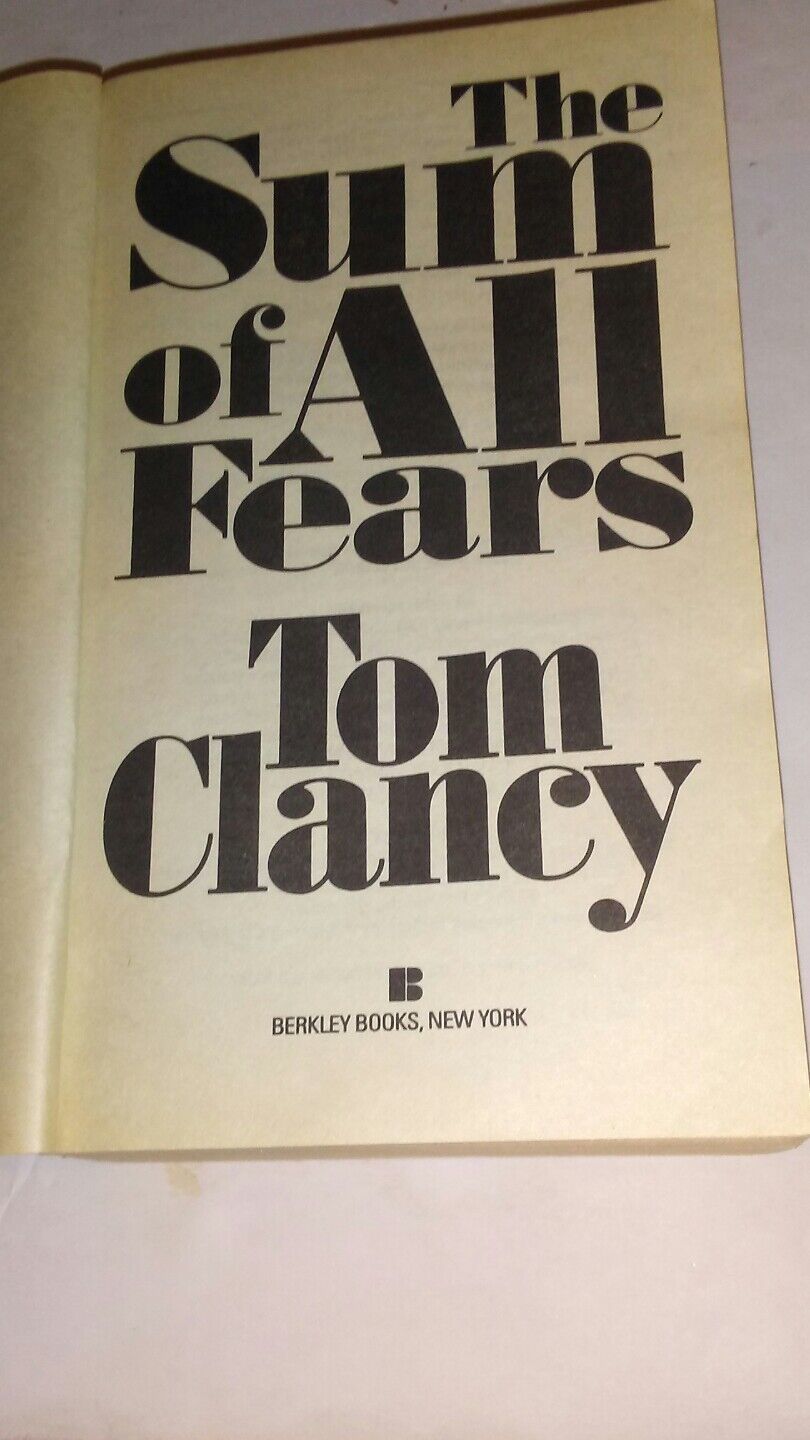 The
Sum
of All
Fears
Tom
Clancy
B
BERKLEY BOOKS, NEW YORK